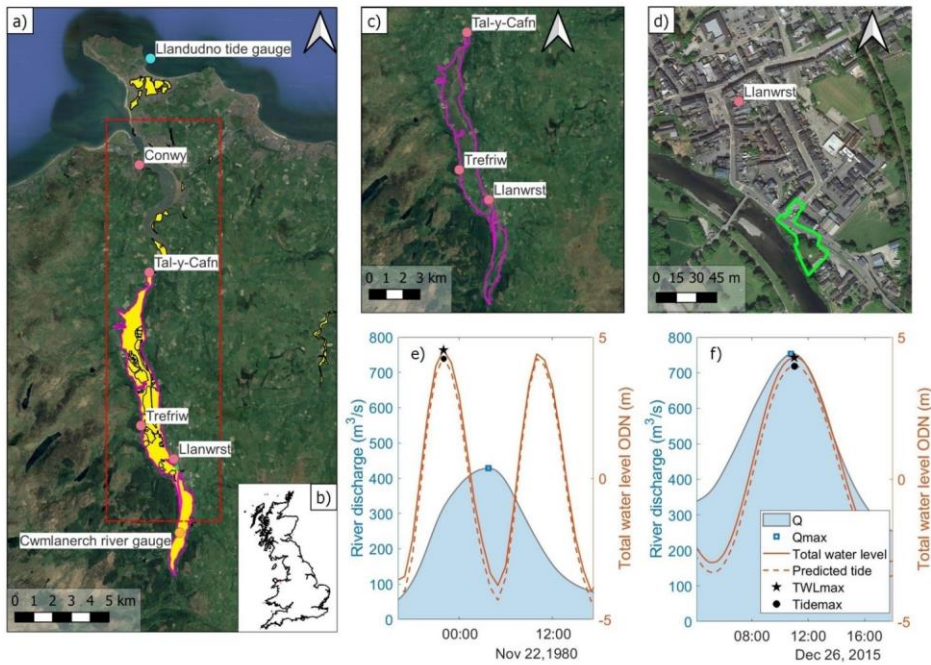 a)
Llandudno tide gauge
Conwy
Tal-y-Cafn
Trefriw
Llanwrst
Cwmlanerch river gauge
0 1 2 3 4 5 km
b)
c)
Tal-y-Cafn
Trefriw
Llanwrst
0 1 2 3 km
d)
Llanwrst
0 15 30 45 m
e)
River discharge (m³/s)
800
700
600
500
400
300
200
100
0
5
0
-5
Total water level ODN (m)
00:00
12:00
Nov 22,1980
f)
River discharge (m³/s)
800
700
600
500
400
300
200
100
0
5
0
-5
Total water level ODN (m)
Q
Qmax
Total water level
Predicted tide
TWLmax
Tidemax
08:00
12:00
16:00
Dec 26, 2015